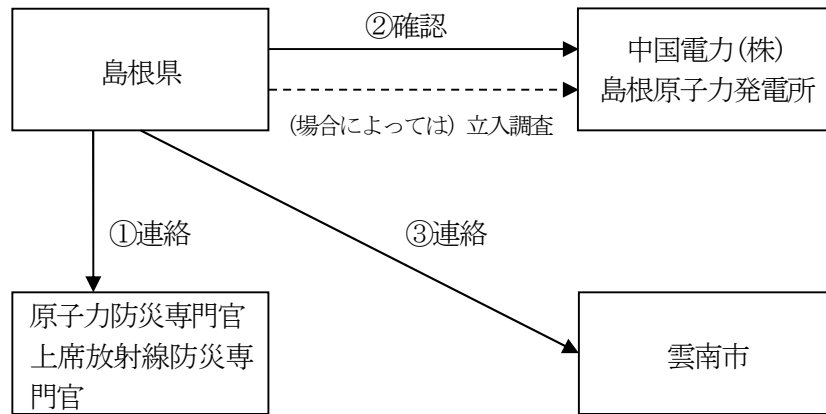 島根県
②確認
中国電力(株)
島根原子力発電所
(場合によっては) 立入調査
①連絡
③連絡
原子力防災専門官
上席放射線防災専
門官
雲南市